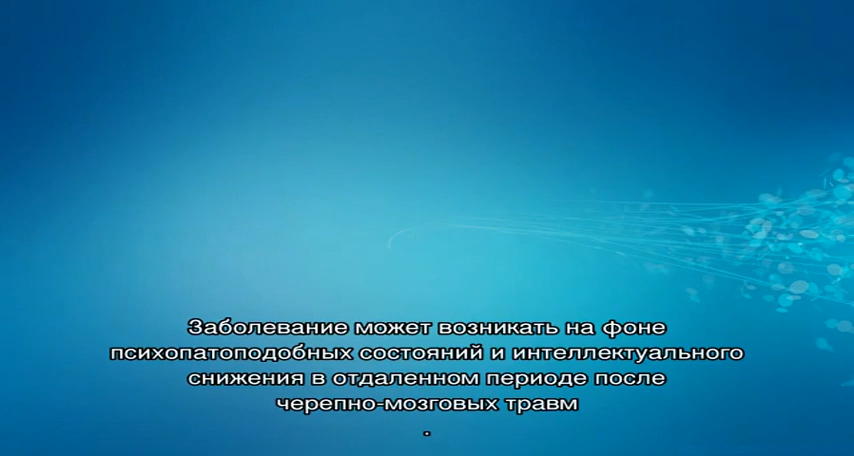 Заболевание может возникать на фоне
психопатоподобных состояний и интеллектуального
снижения в отдаленном периоде после
черепно-мозговых травм
.